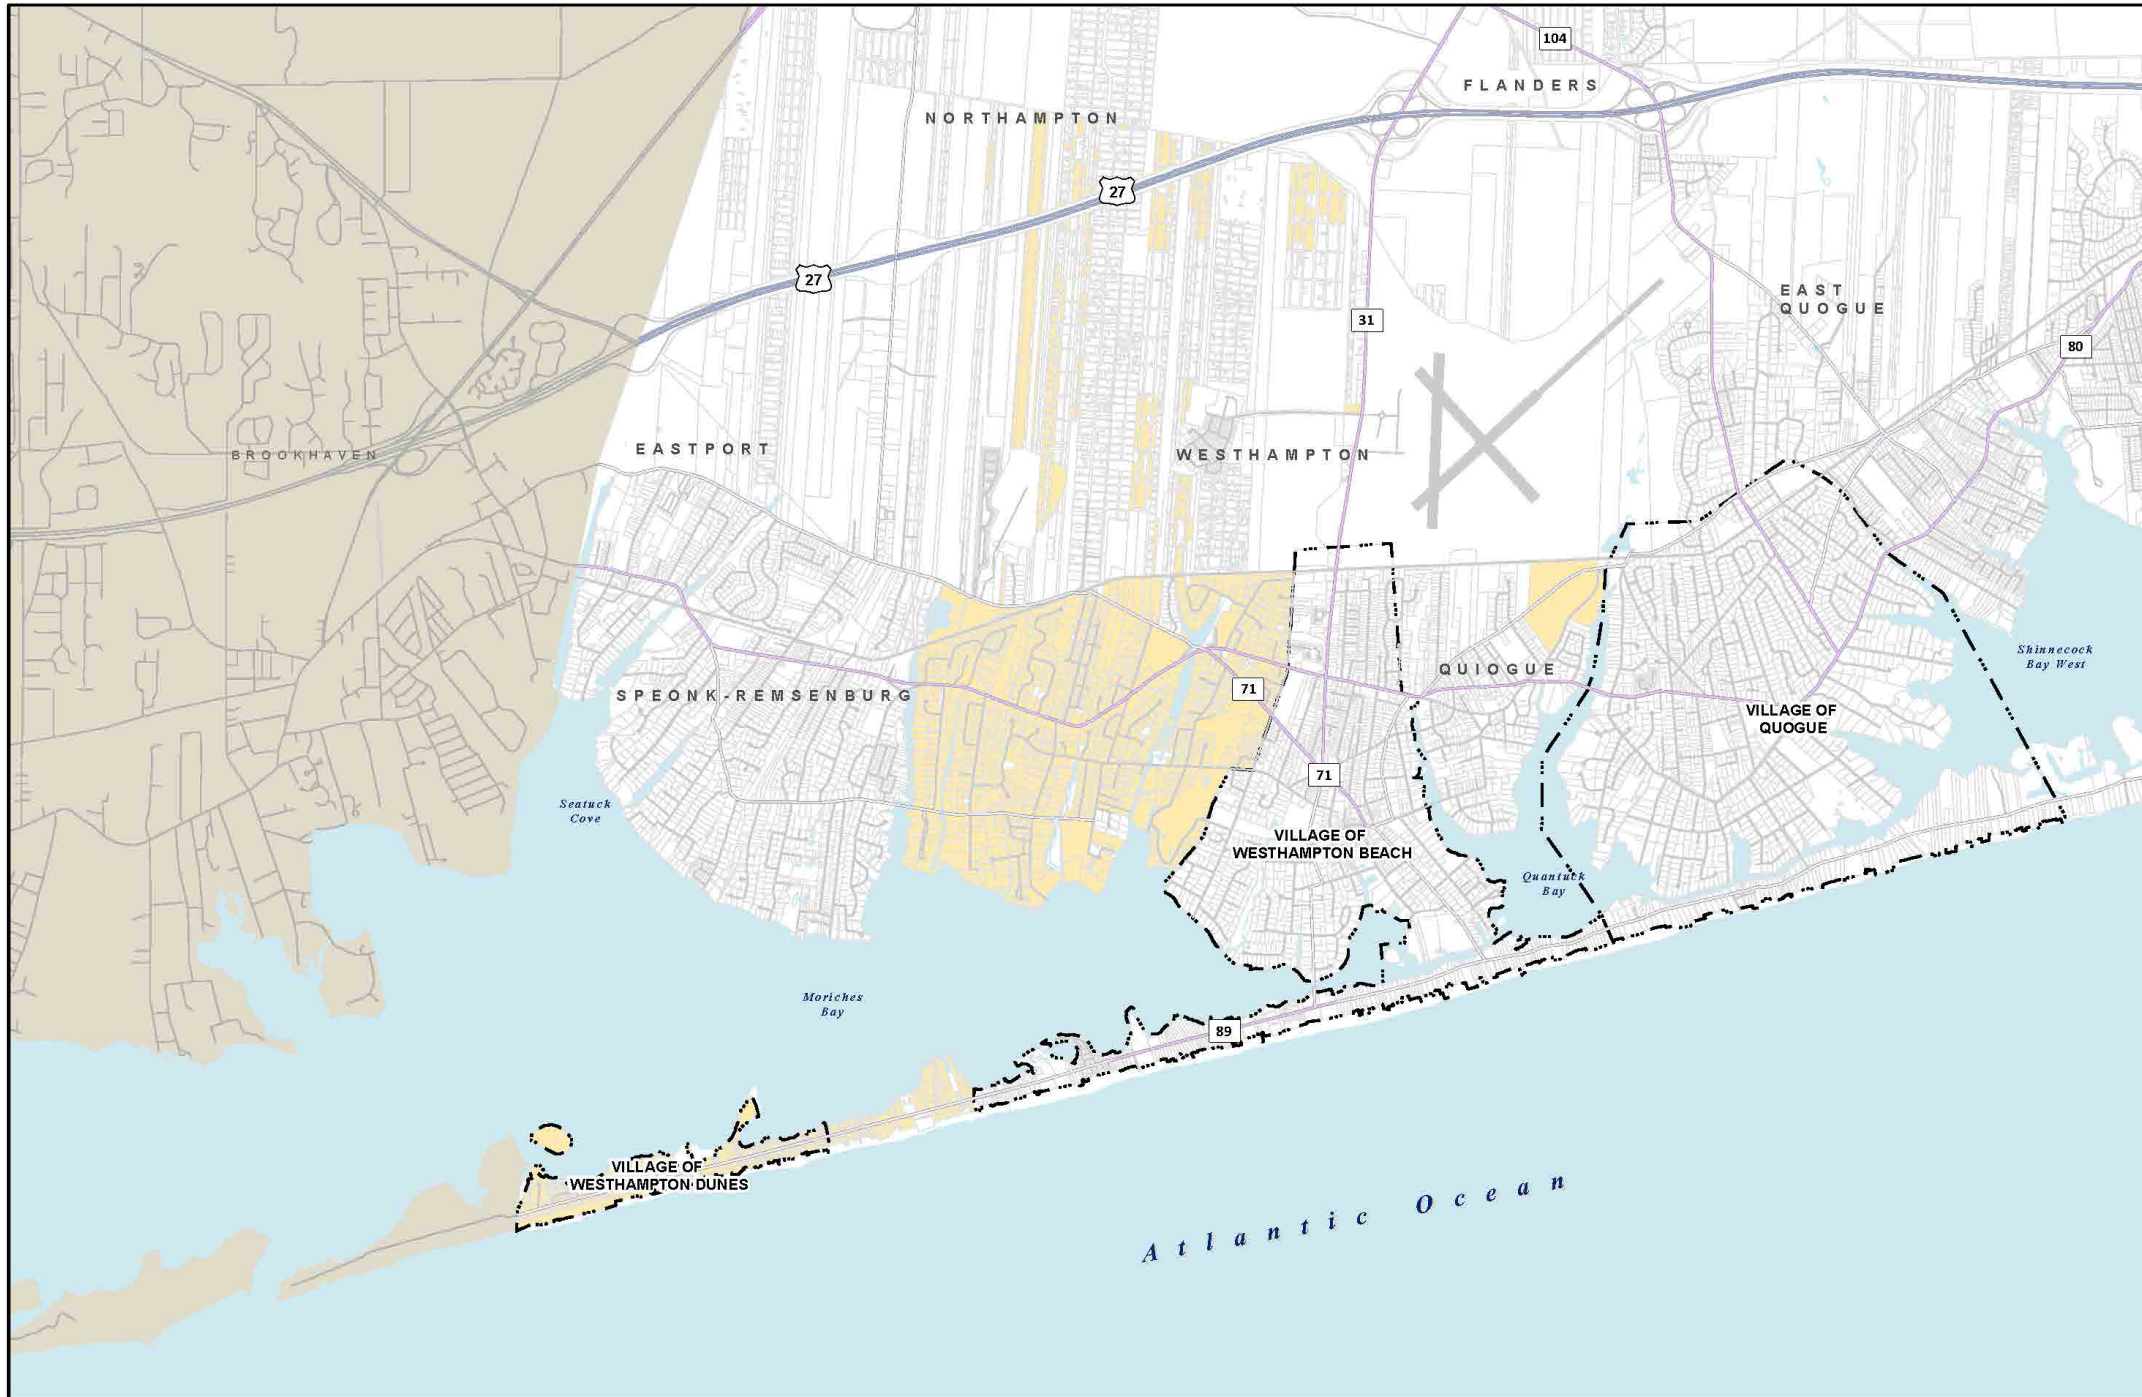 104
FLANDERS
NORTHAMPTON
27
27
EAST
QUOGUE
31
80
EASTPORT
BROOKHAVEN
WESTHAMPTON
Shinnecock
Bay West
QUIOGUE
SPEONK-REMSENBURG
71
VILLAGE OF
QUOGUE
71
Seatuck
Cove
VILLAGE OF
WESTHAMPTON BEACH
Quantuck
Bay
Moriches
Bay
89
VILLAGE OF
WESTHAMPTON DUNES
Atlantic Ocean